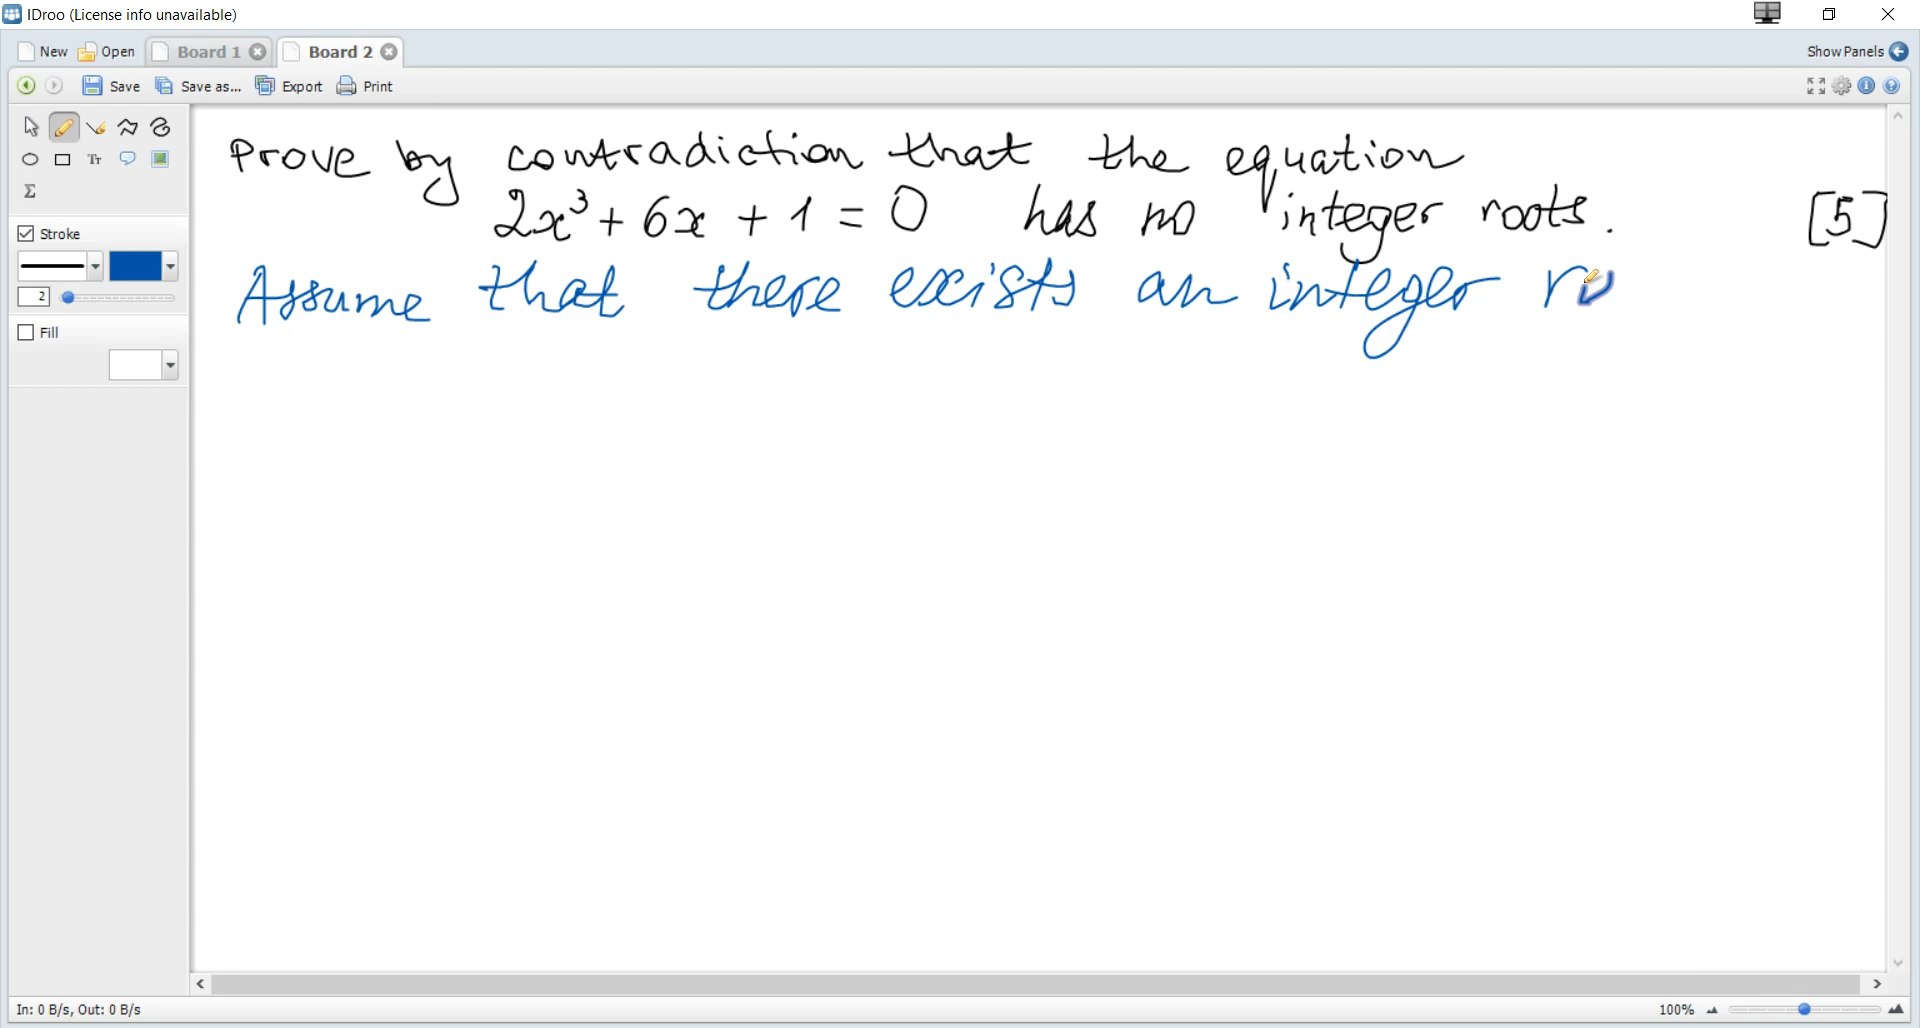 IDroo (License info unavailable)
New Open Board 1 Board 2 Show Panels
Save Save as... Export Print
Tr
Σ
Stroke
2
Fill
Prove by contradiction that the equation
2x³ + 6x + 1 = 0 has no integer roots. [5]
Assume that there exists an integer
In: 0 B/s, Out: 0 B/s 100%